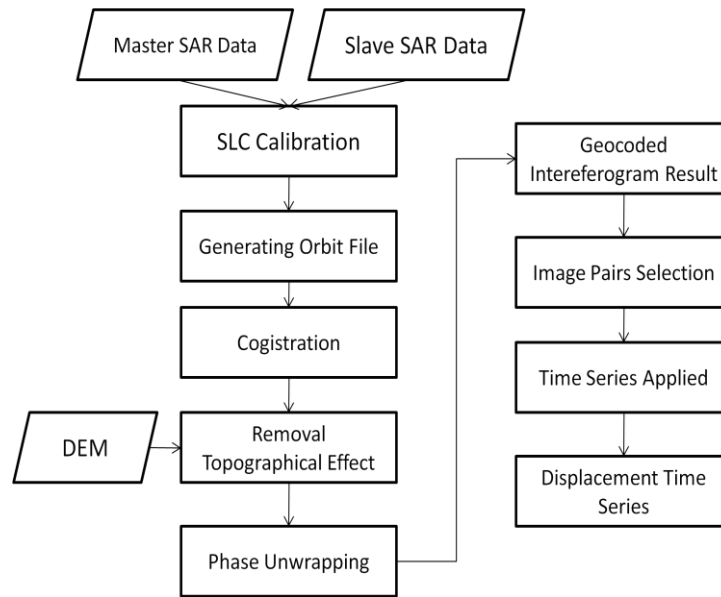 Master SAR Data
Slave SAR Data
SLC Calibration
Generating Orbit File
Cogistration
DEM
Removal
Topographical Effect
Phase Unwrapping
Geocoded
Intereferogram Result
Image Pairs Selection
Time Series Applied
Displacement Time
Series